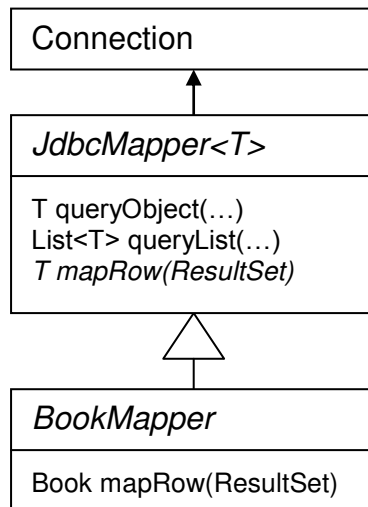 Connection
JdbcMapper<T>
T queryObject(…)
List<T> queryList(…)
T mapRow(ResultSet)
BookMapper
Book mapRow(ResultSet)